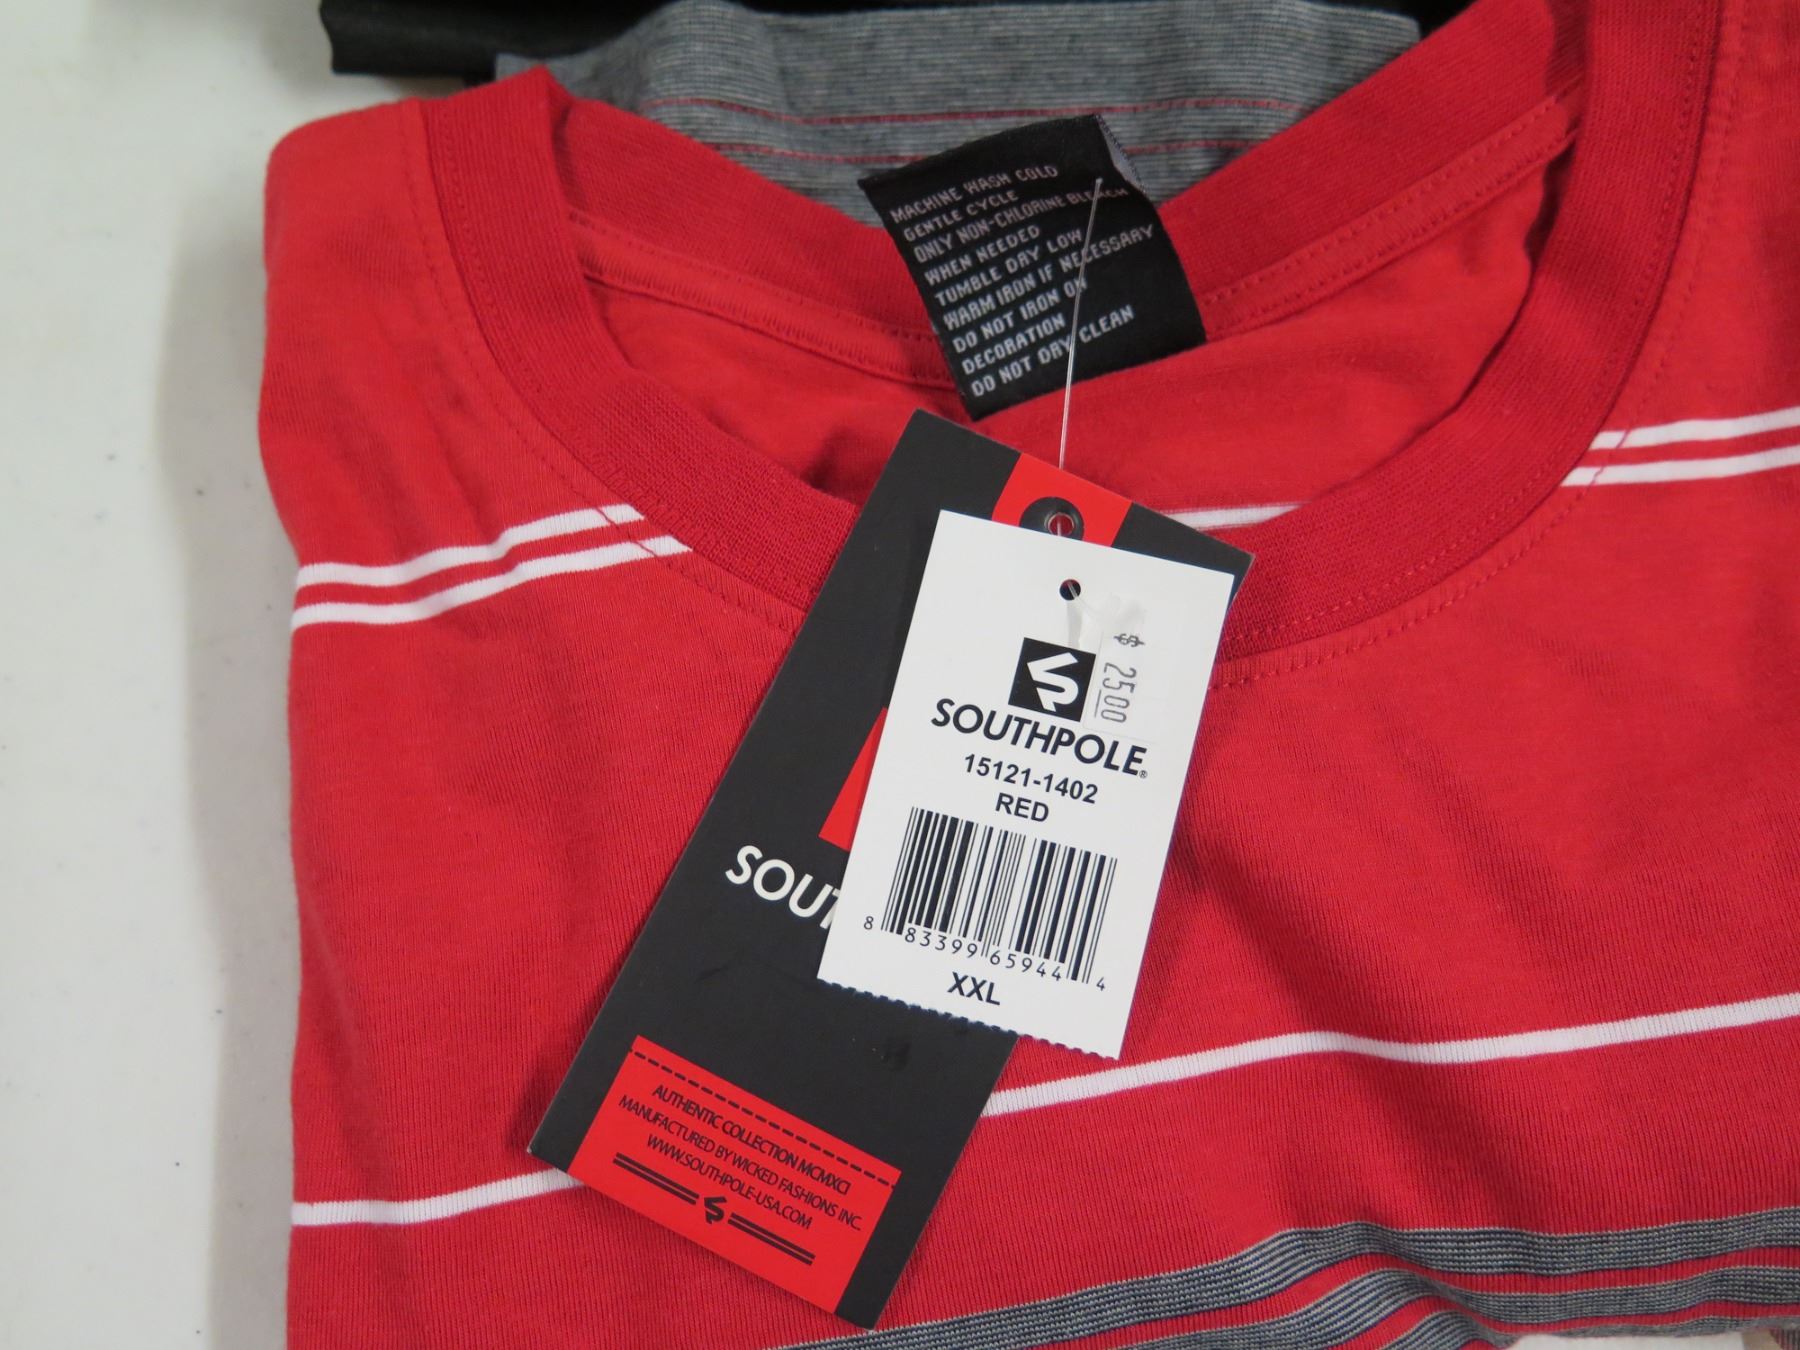 MACHINE WASH COLD
GENTLE CYCLE
ONLY NON-CHLORINE BLEACH
WHEN NEEDED
TUMBLE DRY LOW
WARM IRON IF NECESSARY
DO NOT IRON ON
DECORATION
DO NOT DRY CLEAN
$ 25.00
SOUTHPOLE®
15121-1402
RED
8 83399 65944 4
XXL
SOUT
AUTHENTIC COLLECTION MCMXCI
MANUFACTURED BY WICKED FASHIONS INC.
WWW.SOUTHPOLE-USA.COM